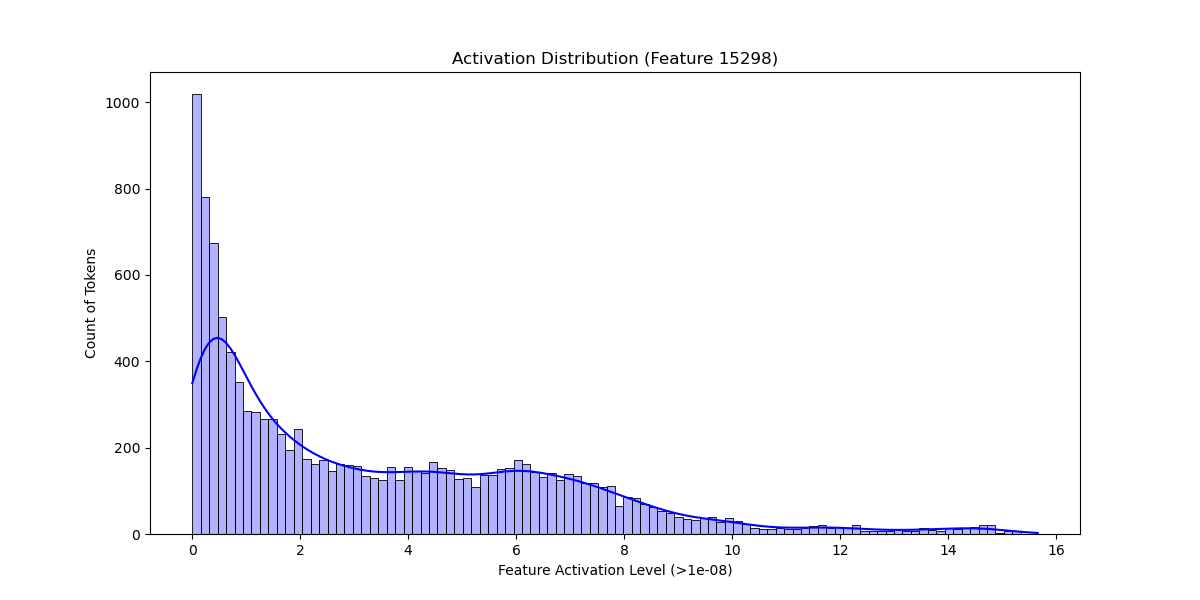 Activation Distribution (Feature 15298)
1000
800
600
400
200
0
Count of Tokens
0 2 4 6 8 10 12 14 16
Feature Activation Level (>1e-08)